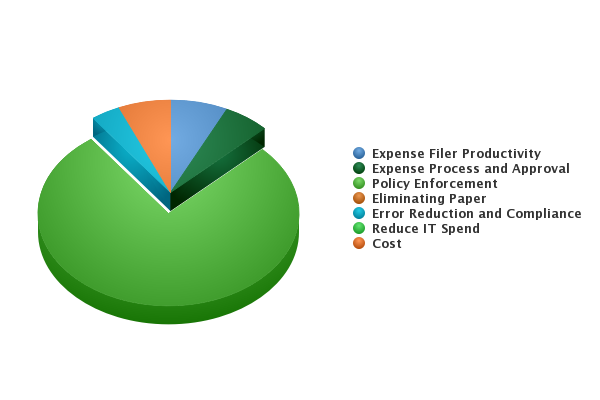 Expense Filer Productivity
Expense Process and Approval
Policy Enforcement
Eliminating Paper
Error Reduction and Compliance
Reduce IT Spend
Cost